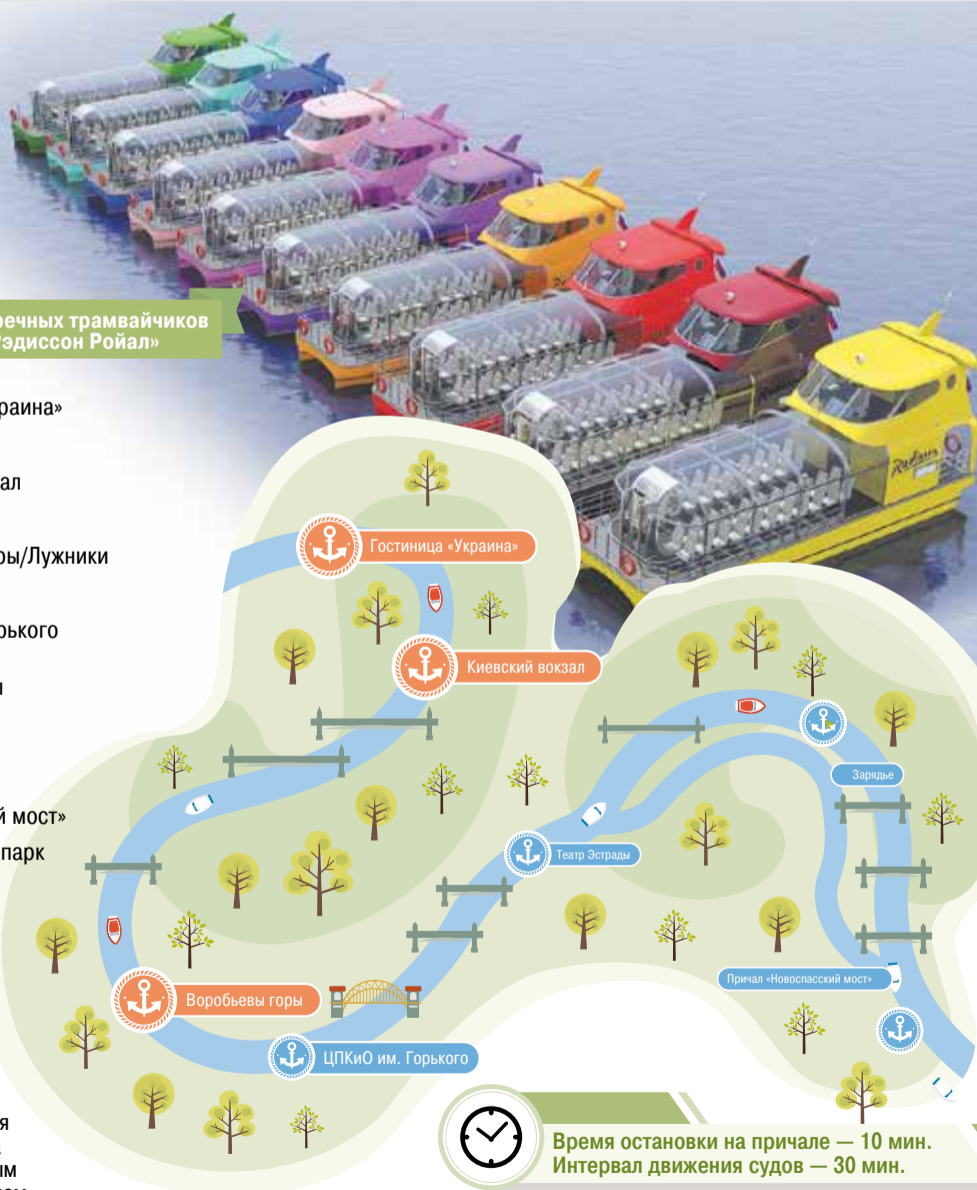 речных трамвайчиков
эдиссон Ройал»
раина»
ал
ры/Лужники
рького
й мост»
парк
Гостиница «Украина»
Киевский вокзал
Зарядье
Театр Эстрады
Причал «Новоспасский мост»
Воробьевы горы
ЦПКиО им. Горького
Время остановки на причале — 10 мин.
Интервал движения судов — 30 мин.
я
ым